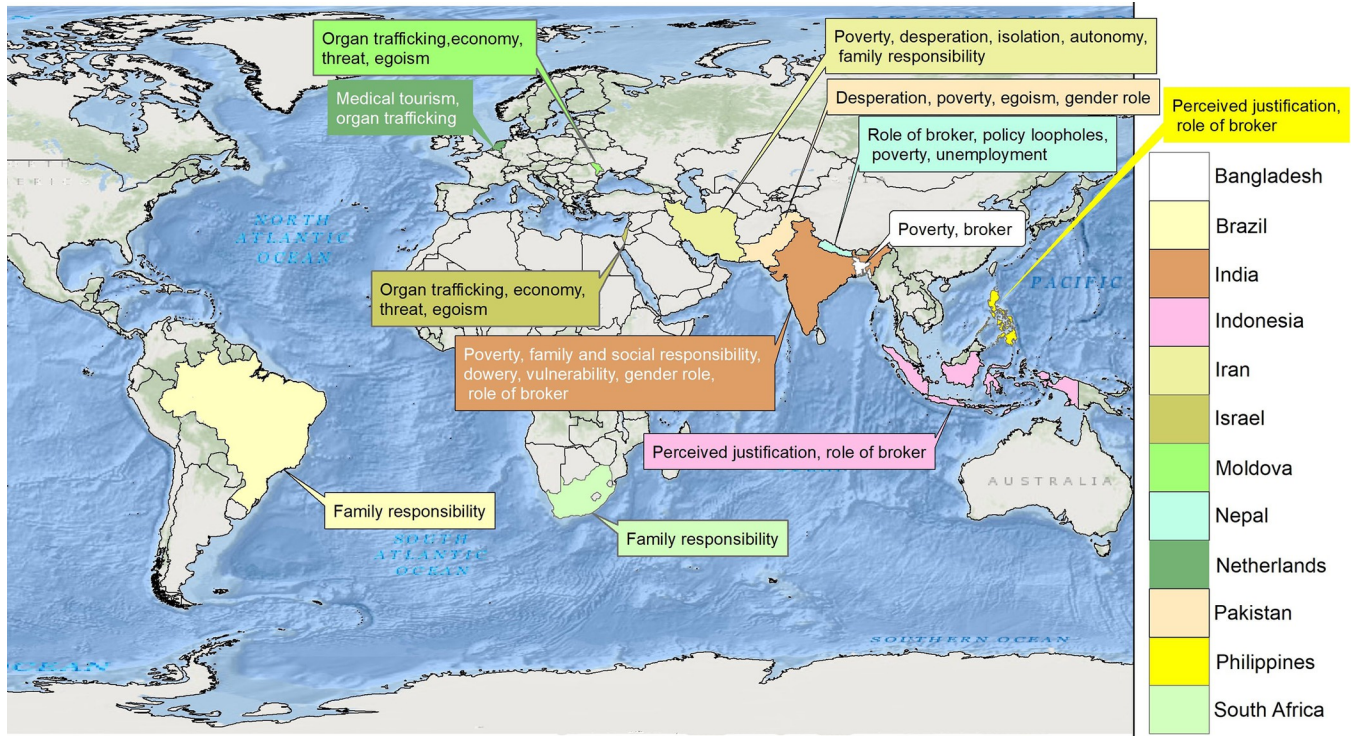 Organ trafficking,economy,
threat, egoism
Medical tourism,
organ trafficking
Poverty, desperation, isolation, autonomy,
family responsibility
Desperation, poverty, egoism, gender role
Role of broker, policy loopholes,
poverty, unemployment
Perceived justification,
role of broker
Poverty, broker
NORTH
ATLANTIC
OCEAN
PACIFIC
Organ trafficking, economy,
threat, egoism
Poverty, family and social responsibility,
dowery, vulnerability, gender role,
role of broker
Perceived justification, role of broker
AUSTRALIA
Family responsibility
Family responsibility
SOUTH
ATLANTIC
OCEAN
SOUTHERN OCEAN
OCEAN
Bangladesh
Brazil
India
Indonesia
Iran
Israel
Moldova
Nepal
Netherlands
Pakistan
Philippines
South Africa